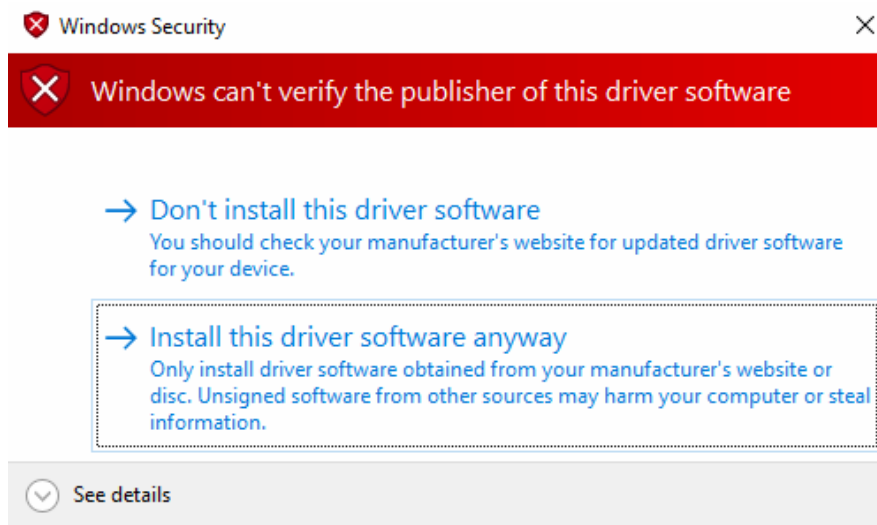 Windows Security
Windows can't verify the publisher of this driver software
Don't install this driver software
You should check your manufacturer's website for updated driver software
for your device.
Install this driver software anyway
Only install driver software obtained from your manufacturer's website or
disc. Unsigned software from other sources may harm your computer or steal
information.
See details